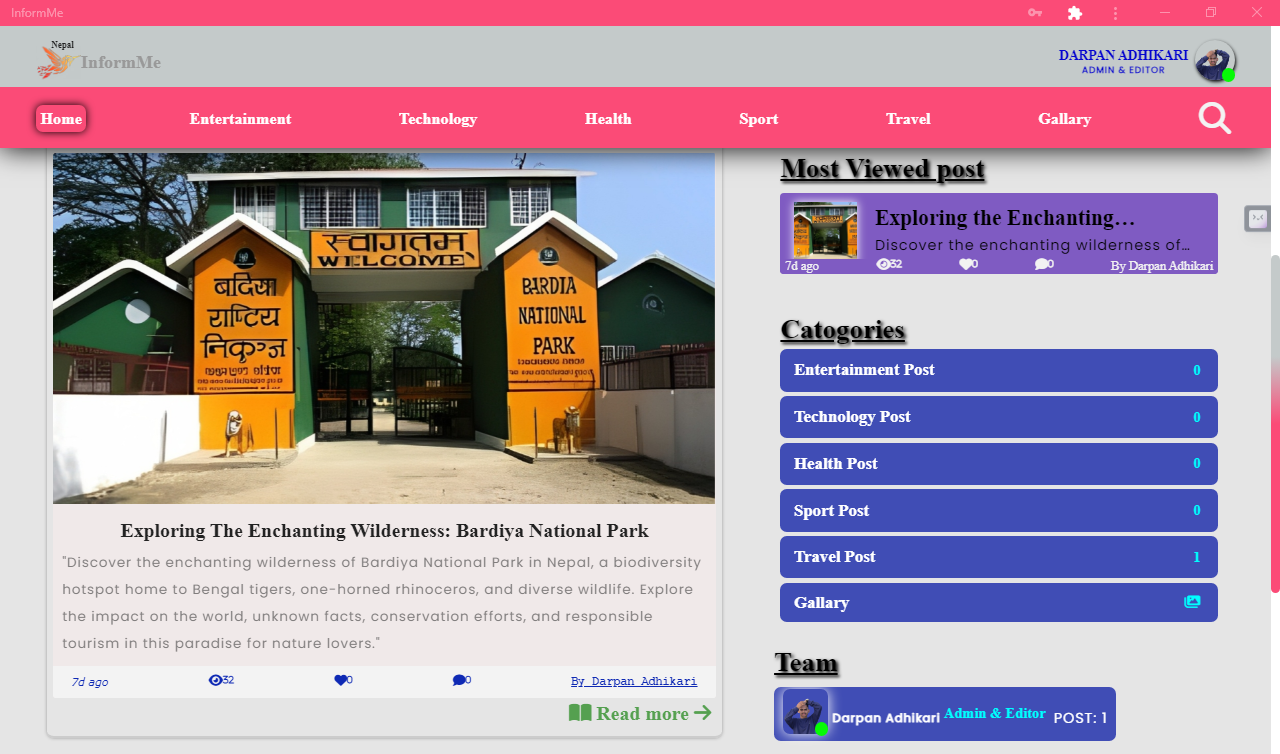 InformMe
Nepal
InformMe
DARPAN ADHIKARI
ADMIN & EDITOR
Home Entertainment Technology Health Sport Travel Gallary
स्वागतम
WELCOME
बर्दिया
राष्ट्रिय
निकुञ्ज
BARDIA
NATIONAL
PARK
Exploring The Enchanting Wilderness: Bardiya National Park
"Discover the enchanting wilderness of Bardiya National Park in Nepal, a biodiversity
hotspot home to Bengal tigers, one-horned rhinoceros, and diverse wildlife. Explore
the impact on the world, unknown facts, conservation efforts, and responsible
tourism in this paradise for nature lovers."
7d ago 32 0 0 By Darpan Adhikari
Read more
Most Viewed post
Exploring the Enchanting...
Discover the enchanting wilderness of...
7d ago 32 0 0 By Darpan Adhikari
Catogories
Entertainment Post 0
Technology Post 0
Health Post 0
Sport Post 0
Travel Post 1
Gallary
Team
Darpan Adhikari Admin & Editor POST: 1